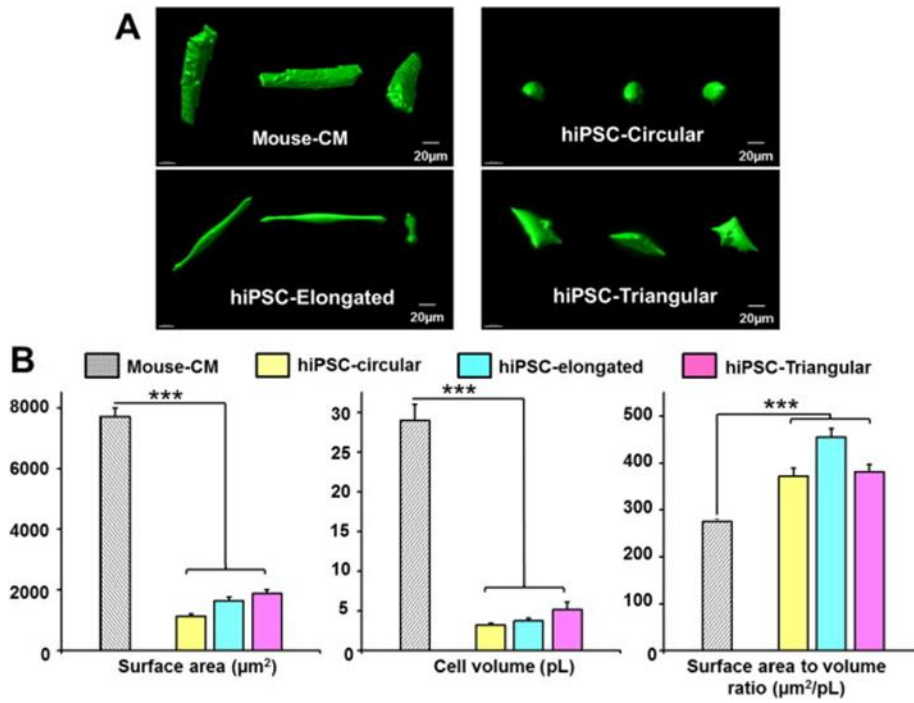 A
Mouse-CM
20µm
hiPSC-Circular
20µm
hiPSC-Elongated
20µm
hiPSC-Triangular
20µm
B
Mouse-CM hiPSC-circular hiPSC-elongated hiPSC-Triangular
8000
6000
4000
2000
0
***
Surface area (µm²)
30
25
20
15
10
5
0
***
Cell volume (pL)
500
400
300
200
100
0
***
Surface area to volume
ratio (µm²/pL)